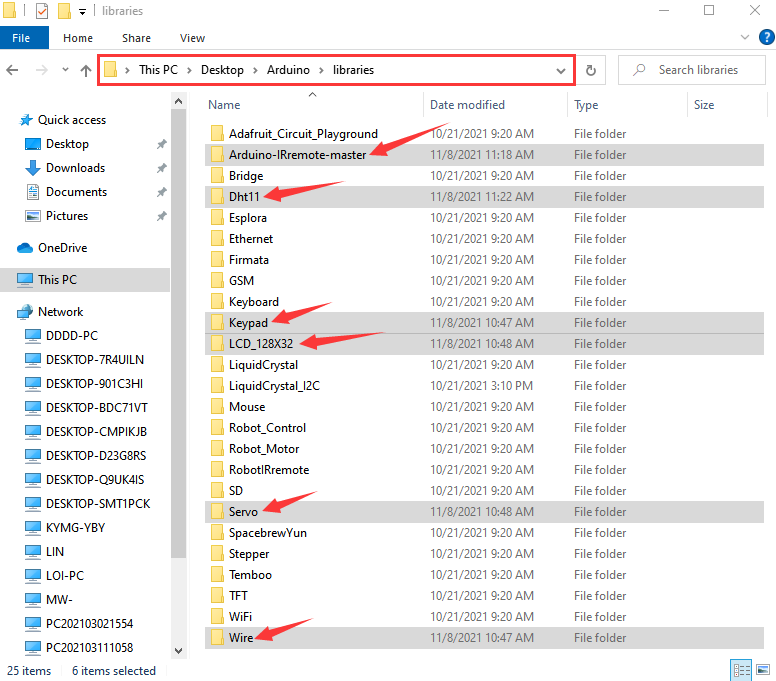 libraries
File Home Share View
This PC Desktop Arduino libraries Search libraries
Name Date modified Type Size
Quick access
Desktop
Downloads
Documents
Pictures
OneDrive
This PC
Network
DDDD-PC
DESKTOP-7R4UILN
DESKTOP-901C3HI
DESKTOP-BDC71VT
DESKTOP-CMPIKJB
DESKTOP-D23G8RS
DESKTOP-Q9UK4IS
DESKTOP-SMT1PCK
KYMG-YBY
LIN
LOI-PC
MW-
PC202103021554
PC202103111058
Adafruit_Circuit_Playground 10/21/2021 9:20 AM File folder
Arduino-IRremote-master 11/8/2021 11:18 AM File folder
Bridge 10/21/2021 9:20 AM File folder
Dht11 11/8/2021 11:22 AM File folder
Esplora 10/21/2021 9:20 AM File folder
Ethernet 10/21/2021 9:20 AM File folder
Firmata 10/21/2021 9:20 AM File folder
GSM 10/21/2021 9:20 AM File folder
Keyboard 10/21/2021 9:20 AM File folder
Keypad 11/8/2021 10:47 AM File folder
LCD_128X32 11/8/2021 10:48 AM File folder
LiquidCrystal 10/21/2021 9:20 AM File folder
LiquidCrystal_I2C 10/21/2021 3:10 PM File folder
Mouse 10/21/2021 9:20 AM File folder
Robot_Control 10/21/2021 9:20 AM File folder
Robot_Motor 10/21/2021 9:20 AM File folder
RobotIRremote 10/21/2021 9:20 AM File folder
SD 10/21/2021 9:20 AM File folder
Servo 11/8/2021 10:48 AM File folder
SpacebrewYun 10/21/2021 9:20 AM File folder
Stepper 10/21/2021 9:20 AM File folder
Temboo 10/21/2021 9:20 AM File folder
TFT 10/21/2021 9:20 AM File folder
WiFi 10/21/2021 9:20 AM File folder
Wire 11/8/2021 10:47 AM File folder
25 items 6 items selected